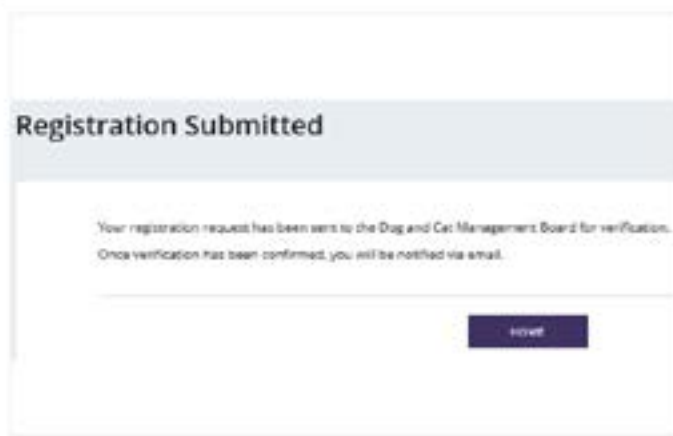 Registration Submitted
Your registration request has been sent to the Dog and Cat Management Board for verification.
Once verification has been confirmed, you will be notified via email.
HOME